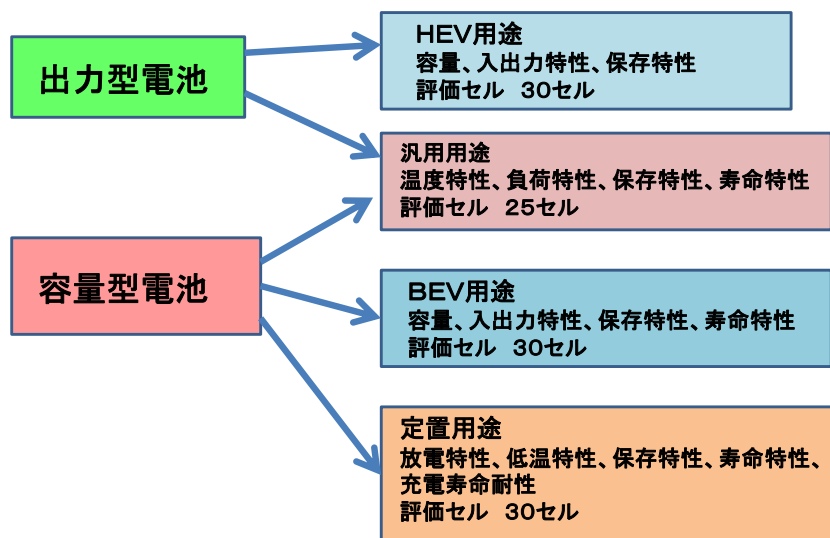 出力型電池
HEV用途
容量、入出力特性、保存特性
評価セル 30セル
汎用用途
温度特性、負荷特性、保存特性、寿命特性
評価セル 25セル
容量型電池
BEV用途
容量、入出力特性、保存特性、寿命特性
評価セル 30セル
定置用途
放電特性、低温特性、保存特性、寿命特性、
充電寿命耐性
評価セル 30セル